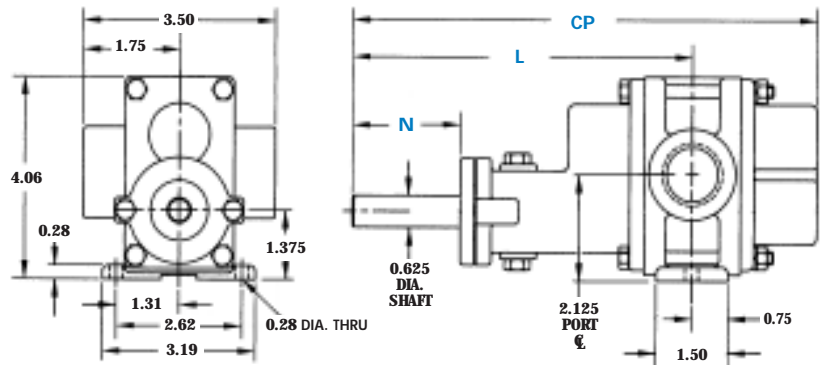 3.50
1.75
4.06
0.28
1.375
1.31
2.62
0.28 DIA. THRU
3.19
CP
L
N
0.625
DIA.
SHAFT
2.125
PORT
℄
0.75
1.50